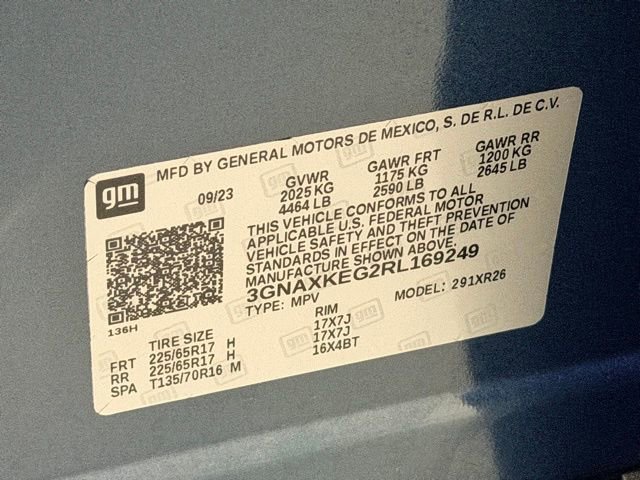 MFD BY GENERAL MOTORS DE MEXICO, S. DE R.L. DE C.V.
gm
09/23 GVWR GAWR FRT GAWR RR
2025 KG 1175 KG 1200 KG
4464 LB 2590 LB 2645 LB
THIS VEHICLE CONFORMS TO ALL
APPLICABLE U.S. FEDERAL MOTOR
VEHICLE SAFETY AND THEFT PREVENTION
STANDARDS IN EFFECT ON THE DATE OF
MANUFACTURE SHOWN ABOVE.
3GNAXKEG2RL169249
TYPE: MPV MODEL: 291XR26
136H
TIRE SIZE RIM
FRT 225/65R17 H 17X7J
RR 225/65R17 H 17X7J
SPA T135/70R16 M 16X4BT